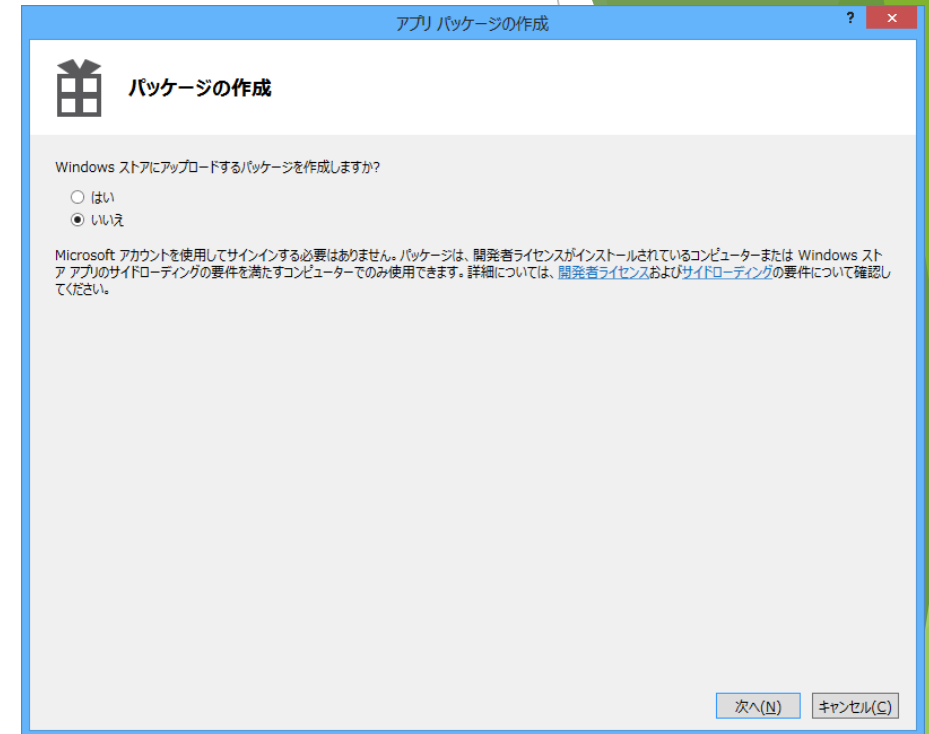 アプリ パッケージの作成
? ×
パッケージの作成
Windows ストアにアップロードするパッケージを作成しますか?
はい
いいえ
Microsoft アカウントを使用してサインインする必要はありません。パッケージは、開発者ライセンスがインストールされているコンピューターまたは Windows スト
ア アプリのサイドローディングの要件を満たすコンピューターでのみ使用できます。詳細については、開発者ライセンスおよびサイドローディングの要件について確認し
てください。
次へ(N) キャンセル(C)